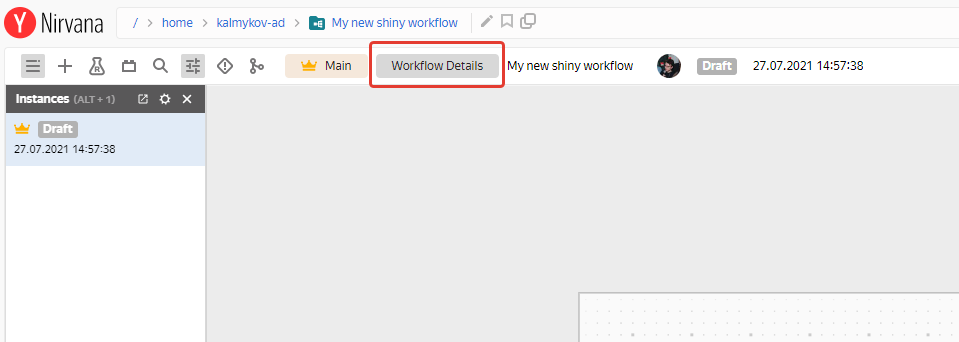 Y Nirvana
/ > home > kalmykov-ad > My new shiny workflow
Main
Workflow Details
My new shiny workflow
Draft
27.07.2021 14:57:38
R
Instances (ALT + 1)
Draft
27.07.2021 14:57:38